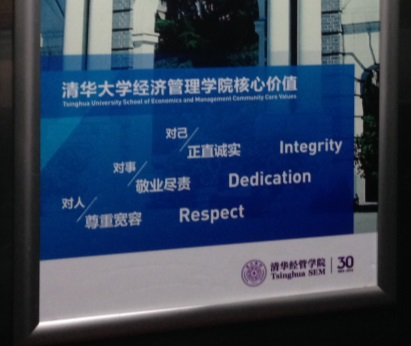 清华大学经济管理学院核心价值
Tsinghua University School of Economics and Management Community Core Values
对己
正直诚实 Integrity
对事
敬业尽责 Dedication
对人
尊重宽容 Respect
清华经管学院
Tsinghua SEM
30